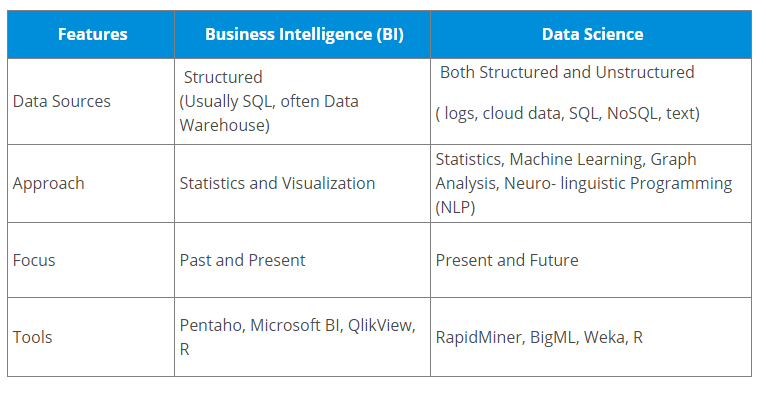 Features
Business Intelligence (BI)
Data Science
Data Sources
Structured
(Usually SQL, often Data
Warehouse)
Both Structured and Unstructured
( logs, cloud data, SQL, NoSQL, text)
Approach
Statistics and Visualization
Statistics, Machine Learning, Graph
Analysis, Neuro- linguistic Programming
(NLP)
Focus
Past and Present
Present and Future
Tools
Pentaho, Microsoft BI, QlikView,
R
RapidMiner, BigML, Weka, R